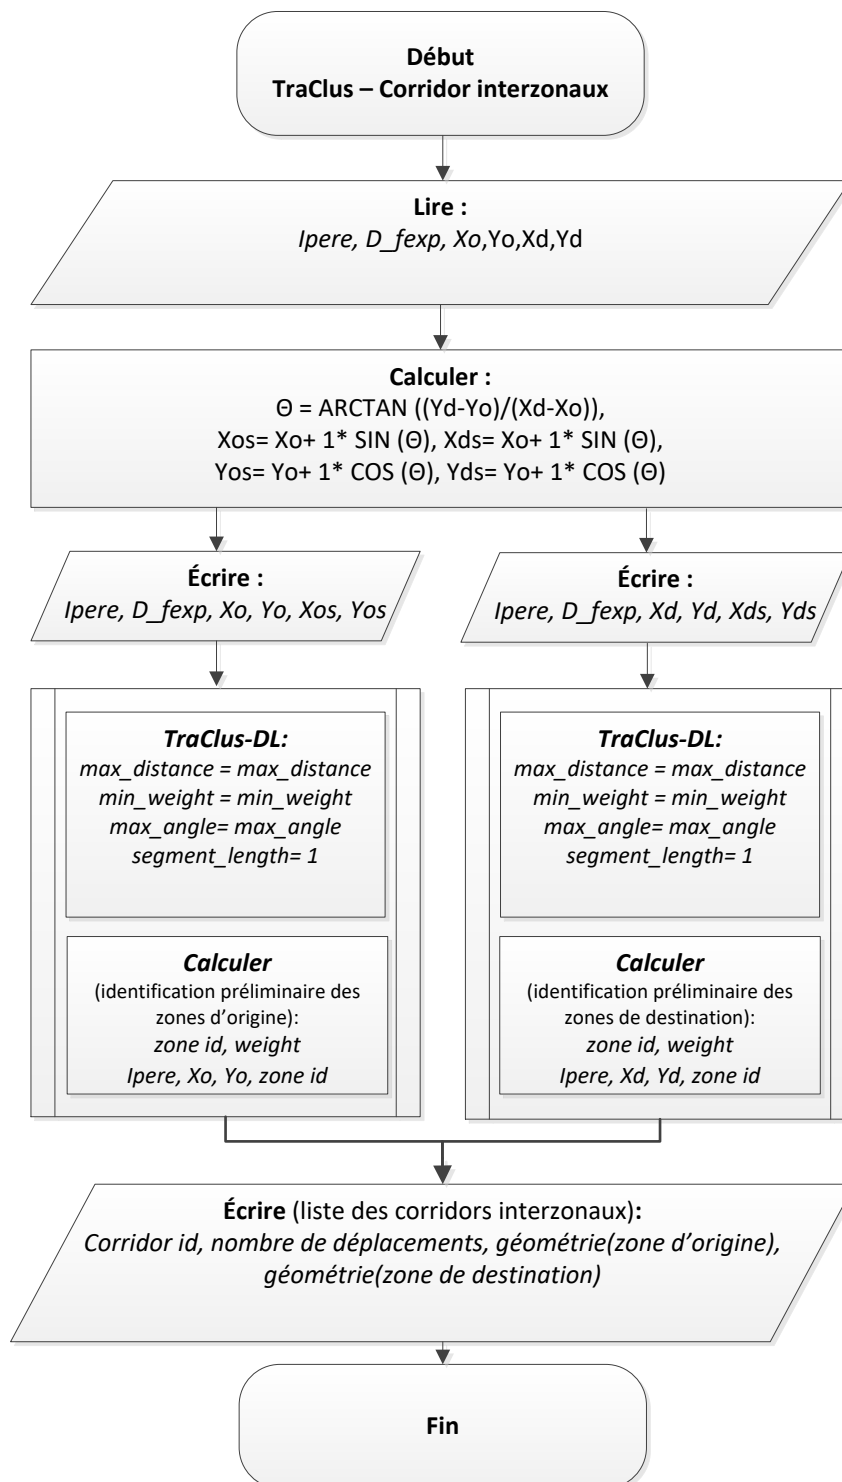 Début
TraClus – Corridor interzonaux
Lire :
Ipere, D_fexp, Xo,Yo,Xd,Yd
Calculer :
Θ = ARCTAN ((Yd-Yo)/(Xd-Xo)),
Xos= Xo+ 1* SIN (Θ), Xds= Xo+ 1* SIN (Θ),
Yos= Yo+ 1* COS (Θ), Yds= Yo+ 1* COS (Θ)
Écrire :
Ipere, D_fexp, Xo, Yo, Xos, Yos
Écrire :
Ipere, D_fexp, Xd, Yd, Xds, Yds
TraClus-DL:
max_distance = max_distance
min_weight = min_weight
max_angle= max_angle
segment_length= 1
Calculer
(identification préliminaire des
zones d’origine):
zone id, weight
Ipere, Xo, Yo, zone id
TraClus-DL:
max_distance = max_distance
min_weight = min_weight
max_angle= max_angle
segment_length= 1
Calculer
(identification préliminaire des
zones de destination):
zone id, weight
Ipere, Xd, Yd, zone id
Écrire (liste des corridors interzonaux):
Corridor id, nombre de déplacements, géométrie(zone d’origine),
géométrie(zone de destination)
Fin